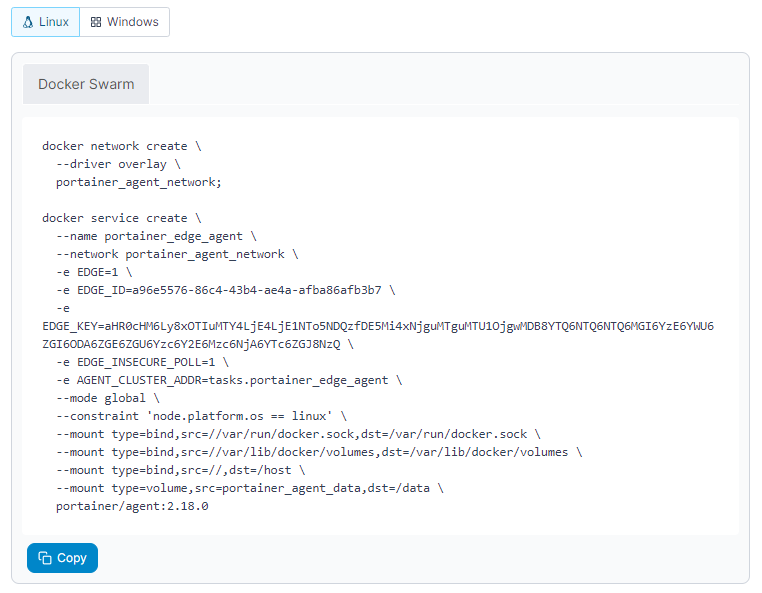 Linux
Windows
Docker Swarm
docker network create \
--driver overlay \
portainer_agent_network;
docker service create \
--name portainer_edge_agent \
--network portainer_agent_network \
-e EDGE=1 \
-e EDGE_ID=a96e5576-86c4-43b4-ae4a-afba86afb3b7 \
-e
EDGE_KEY=aHR0cHM6Ly8xOTIuMTY4LjE4LjE1NTo5NDQzfDE5Mi4xNjguMTguMTU1OjgwMDB8YTQ6NTQ6NTQ6MGI6YzE6YWU6
ZGI6ODA6ZGE6ZGU6Yzc6Y2E6Mzc6NjA6YTc6ZGJ8NzQ \
-e EDGE_INSECURE_POLL=1 \
-e AGENT_CLUSTER_ADDR=tasks.portainer_edge_agent \
--mode global \
--constraint 'node.platform.os == linux' \
--mount type=bind,src=//var/run/docker.sock,dst=/var/run/docker.sock \
--mount type=bind,src=//var/lib/docker/volumes,dst=/var/lib/docker/volumes \
--mount type=bind,src=//,dst=/host \
--mount type=volume,src=portainer_agent_data,dst=/data \
portainer/agent:2.18.0
Copy